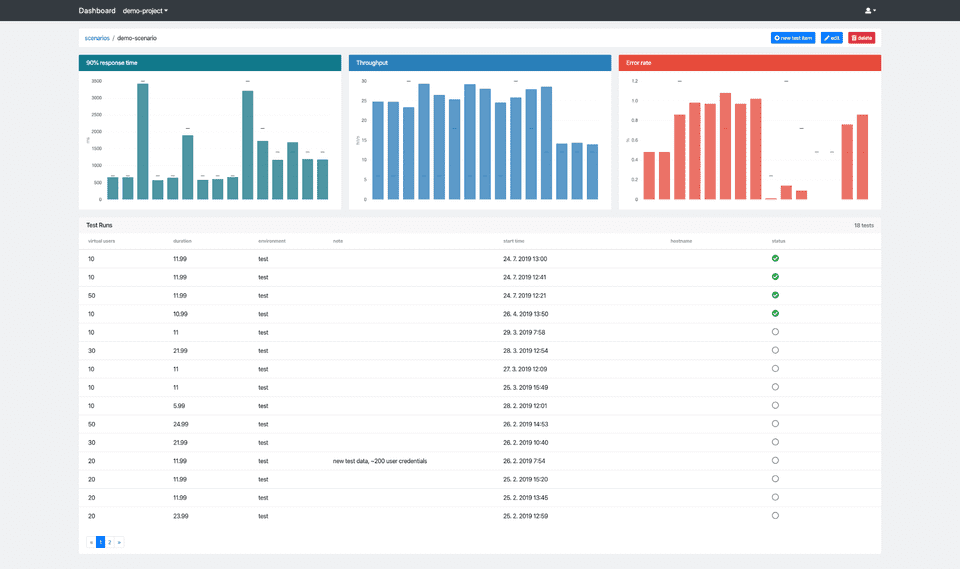 Dashboard demo-project
scenarios / demo-scenario
new test item edit delete
90% response time
3500
3000
2500
2000
1500
1000
500
0
ms
Throughput
30
25
20
15
10
5
0
Error rate
1.2
1.0
0.8
0.6
0.4
0.2
0
%
Test Runs 18 tests
virtual users duration environment note start time hostname status
10 11.99 test 24. 7. 2019 13:00
10 11.99 test 24. 7. 2019 12:41
50 11.99 test 24. 7. 2019 12:21
10 10.99 test 26. 4. 2019 13:50
10 11 test 29. 3. 2019 7:58
30 21.99 test 28. 3. 2019 12:54
10 11 test 27. 3. 2019 12:09
10 11 test 25. 3. 2019 15:49
10 5.99 test 28. 2. 2019 12:01
50 24.99 test 26. 2. 2019 14:53
30 21.99 test 26. 2. 2019 10:40
20 11.99 test new test data, ~200 user credentials 26. 2. 2019 7:54
20 11.99 test 25. 2. 2019 15:20
20 11.99 test 25. 2. 2019 13:45
20 23.99 test 25. 2. 2019 12:59
« 1 2 »